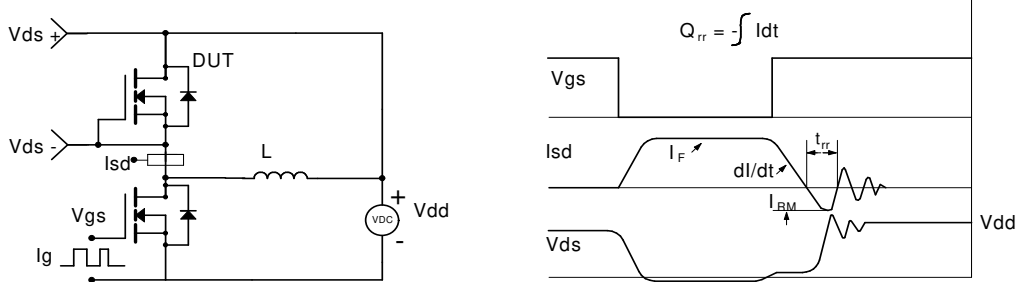 Vds +
DUT
Vds -
Isd
L
Vgs
Ig
+
VDC
-
Vdd
Q rr = -∫ Idt
Vgs
Isd
I F
dI/dt
t rr
I RM
Vds
Vdd